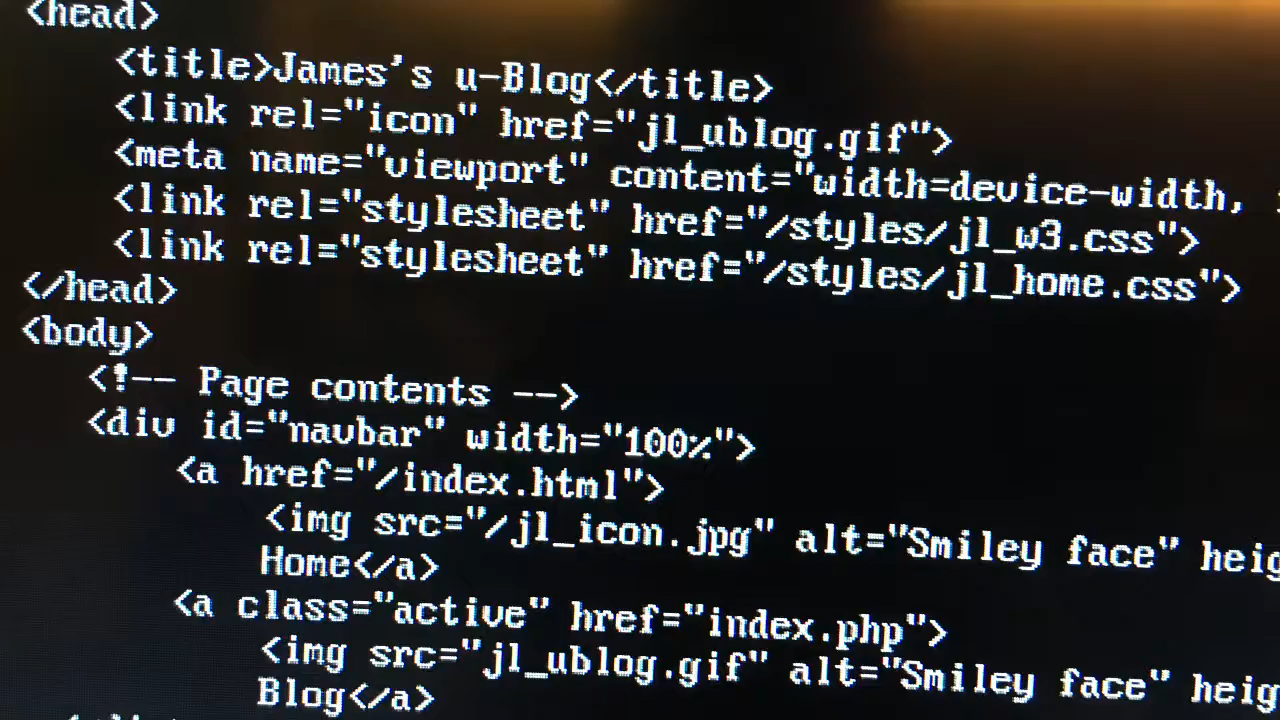 <head>
<title>James's u-Blog</title>
<link rel="icon" href="jl_ublog.gif">
<meta name="viewport" content="width=device-width,
<link rel="stylesheet" href="/styles/jl_w3.css">
<link rel="stylesheet" href="/styles/jl_home.css">
</head>
<body>
<!-- Page contents -->
<div id="navbar" width="100%">
<a href="/index.html">
<img src="/jl_icon.jpg" alt="Smiley face" heig
Home</a>
<a class="active" href="index.php">
<img src="jl_ublog.gif" alt="Smiley face" heig
Blog</a>